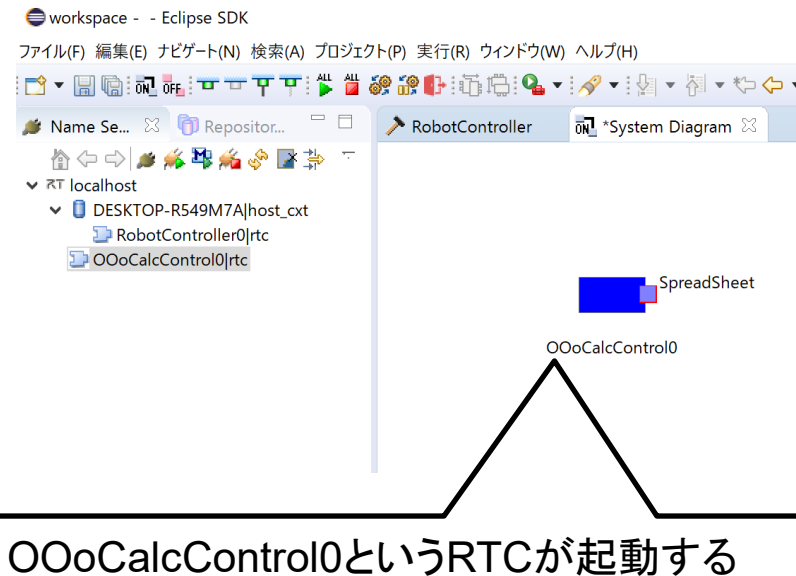 workspace - - Eclipse SDK
ファイル(F) 編集(E) ナビゲート(N) 検索(A) プロジェクト(P) 実行(R) ウィンドウ(W) ヘルプ(H)
ON OFF ALL ALL
Name Se... Repositor...
RobotController ON *System Diagram
RT localhost
DESKTOP-R549M7A|host_cxt
RobotController0|rtc
OOoCalcControl0|rtc
SpreadSheet
OOoCalcControl0
OOoCalcControl0というRTCが起動する